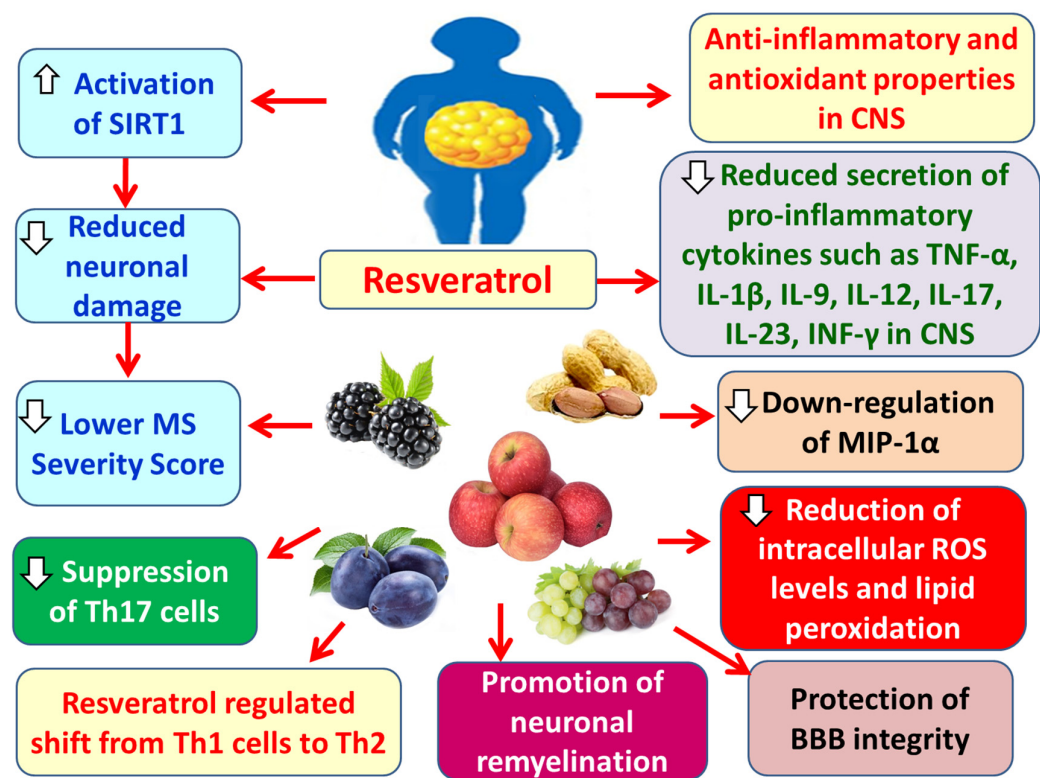 Activation
of SIRT1
Anti-inflammatory and
antioxidant properties
in CNS
Reduced
neuronal
damage
Resveratrol
Reduced secretion of
pro-inflammatory
cytokines such as TNF-α,
IL-1β, IL-9, IL-12, IL-17,
IL-23, INF-γ in CNS
Lower MS
Severity Score
Down-regulation
of MIP-1α
Suppression
of Th17 cells
Reduction of
intracellular ROS
levels and lipid
peroxidation
Resveratrol regulated
shift from Th1 cells to Th2
Promotion of
neuronal
remyelination
Protection of
BBB integrity